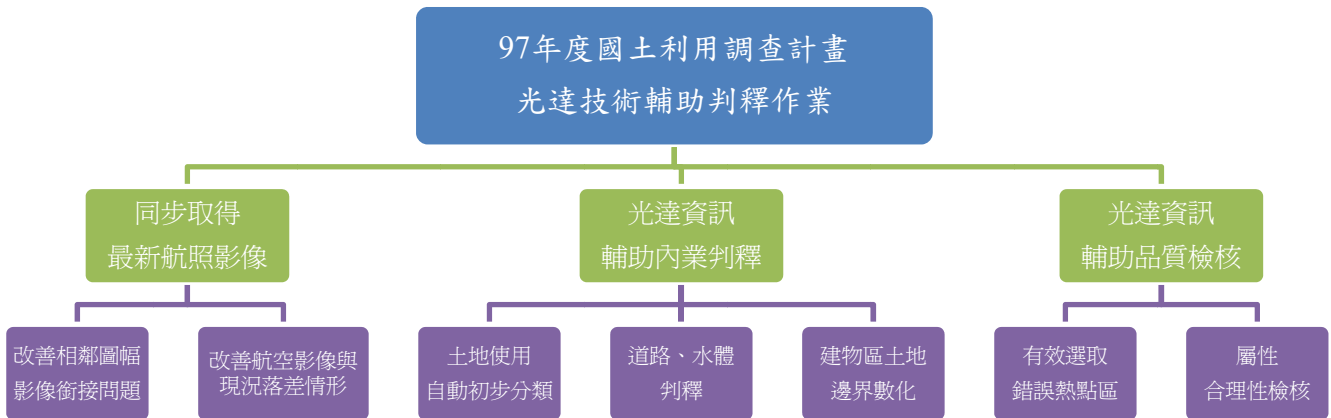 97年度國土利用調查計畫
光達技術輔助判釋作業
同步取得
最新航照影像
光達資訊
輔助內業判釋
光達資訊
輔助品質檢核
改善相鄰圖幅
影像銜接問題
改善航空影像與
現況落差情形
土地使用
自動初步分類
道路、水體
判釋
建物區土地
邊界數化
有效選取
錯誤熱點區
屬性
合理性檢核